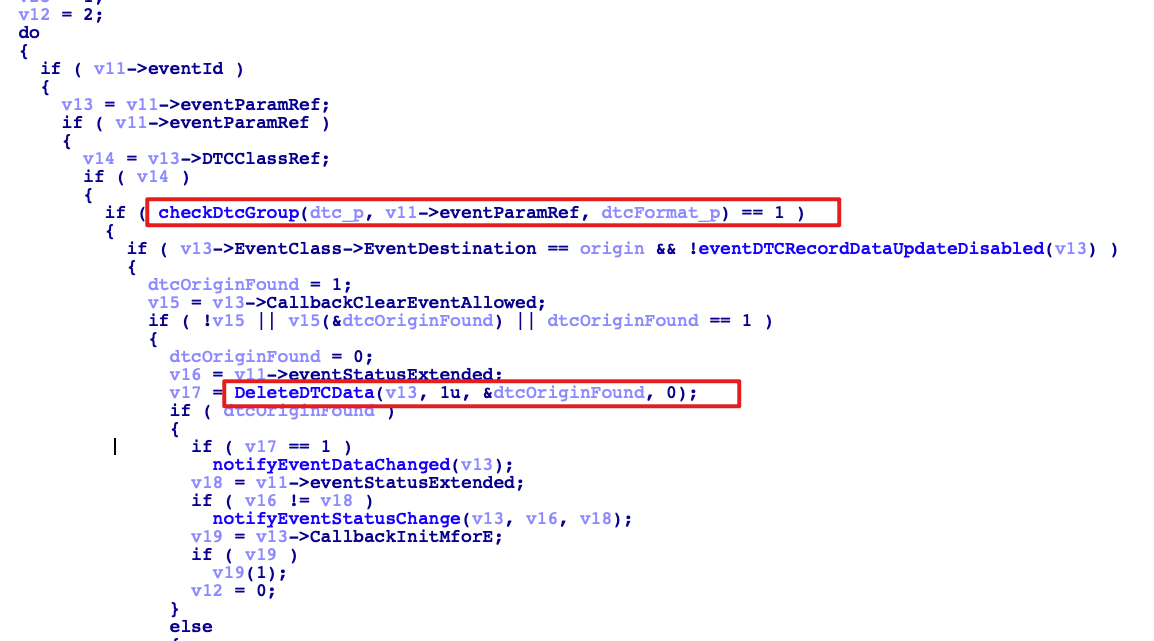 v12 = 2;
do
{
if ( v11->eventId )
{
v13 = v11->eventParamRef;
if ( v11->eventParamRef )
{
v14 = v13->DTCClassRef;
if ( v14 )
{
if ( checkDtcGroup(dtc_p, v11->eventParamRef, dtcFormat_p) == 1 )
{
if ( v13->EventClass->EventDestination == origin && !eventDTCRecordDataUpdateDisabled(v13) )
{
dtcOriginFound = 1;
v15 = v13->CallbackClearEventAllowed;
if ( !v15 || v15(&dtcOriginFound) || dtcOriginFound == 1 )
{
dtcOriginFound = 0;
v16 = v11->eventStatusExtended;
v17 = DeleteDTCData(v13, 1u, &dtcOriginFound, 0);
if ( dtcOriginFound )
{
if ( v17 == 1 )
notifyEventDataChanged(v13);
v18 = v11->eventStatusExtended;
if ( v16 != v18 )
notifyEventStatusChange(v13, v16, v18);
v19 = v13->CallbackInitMforE;
if ( v19 )
v19(1);
v12 = 0;
}
else